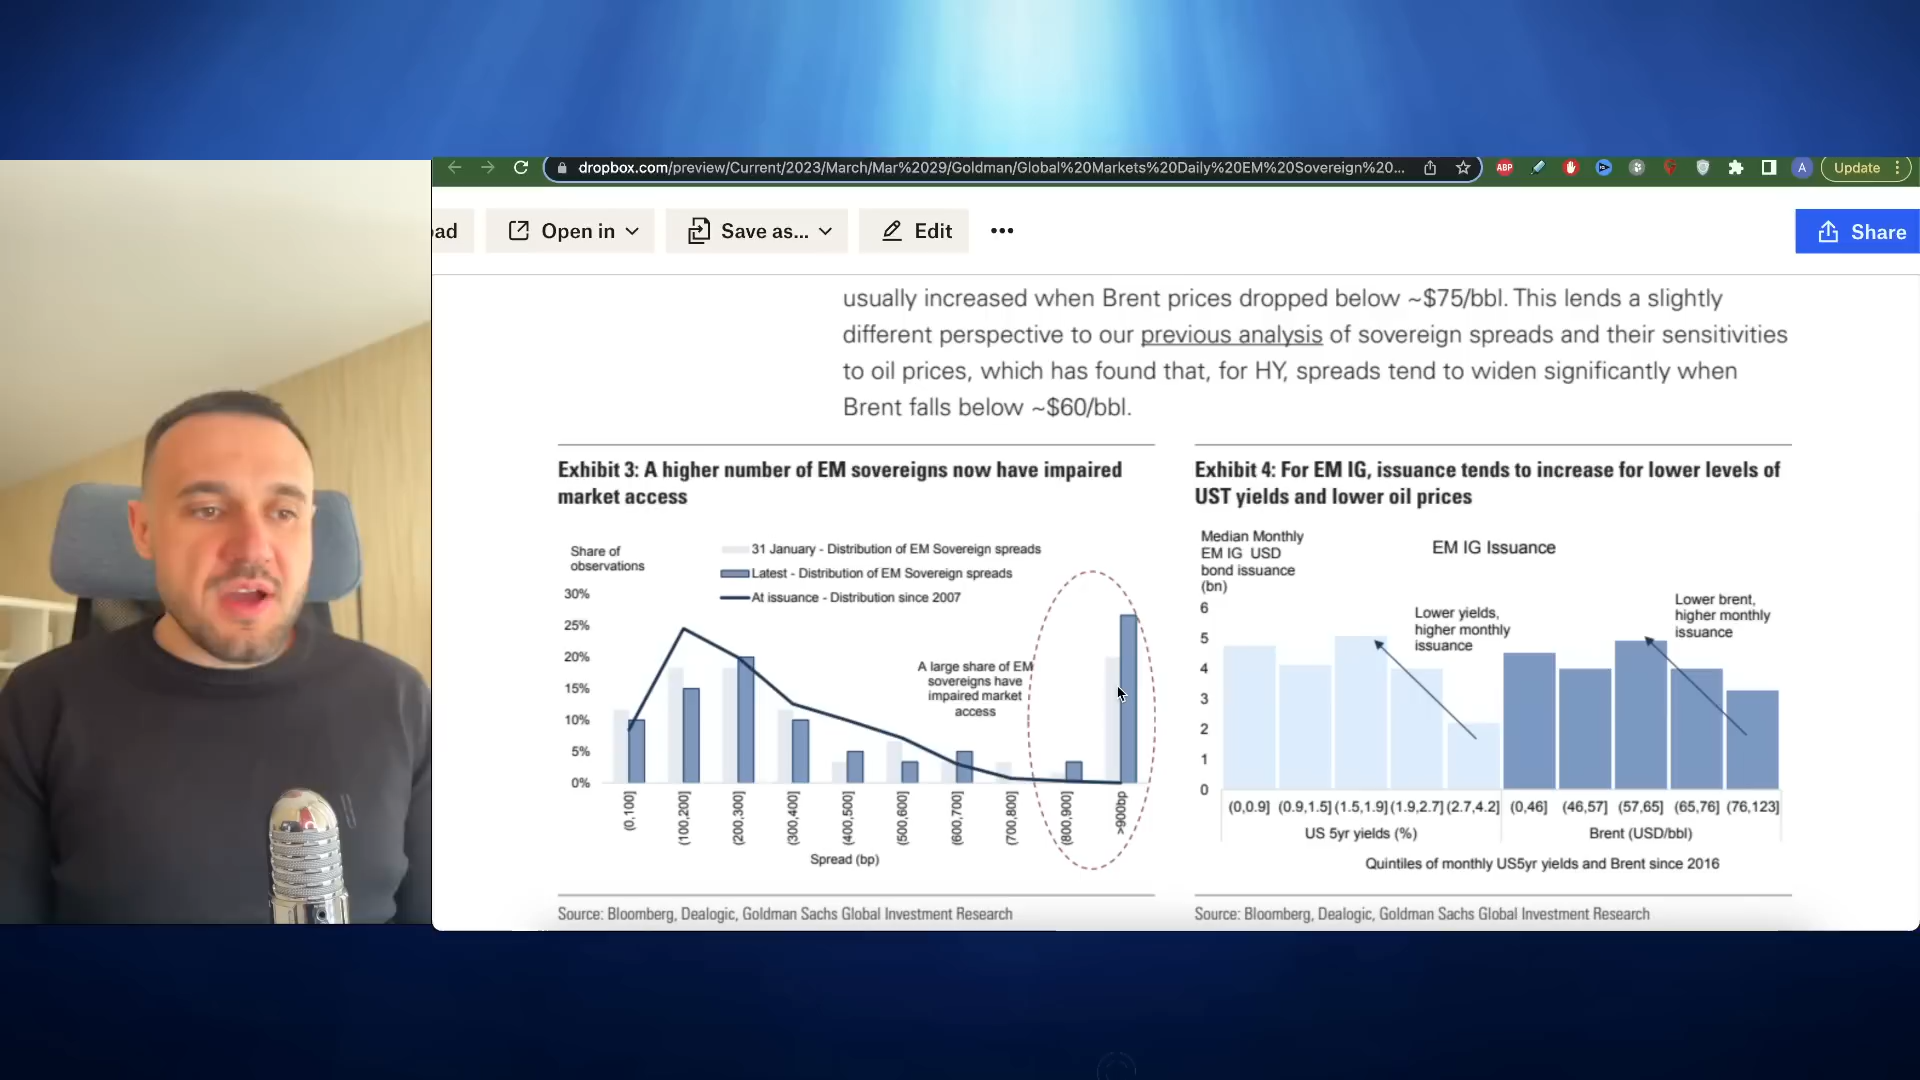 dropbox.com/preview/Current/2023/March/Mar%2029/Goldman/Global%20Markets%20Daily%20EM%20Sovereign%20...
ABP
A
Update
ad
Open in
Save as...
Edit
Share
usually increased when Brent prices dropped below ~$75/bbl. This lends a slightly
different perspective to our previous analysis of sovereign spreads and their sensitivities
to oil prices, which has found that, for HY, spreads tend to widen significantly when
Brent falls below ~$60/bbl.
Exhibit 3: A higher number of EM sovereigns now have impaired
market access
Share of
observations
31 January - Distribution of EM Sovereign spreads
Latest - Distribution of EM Sovereign spreads
At issuance - Distribution since 2007
30%
25%
20%
15%
10%
5%
0%
A large share of EM
sovereigns have
impaired market
access
(0,100]
(100,200]
(200,300]
(300,400]
(400,500]
(500,600]
(600,700]
(700,800]
(800,900]
>900bp
Spread (bp)
Source: Bloomberg, Dealogic, Goldman Sachs Global Investment Research
Exhibit 4: For EM IG, issuance tends to increase for lower levels of
UST yields and lower oil prices
Median Monthly
EM IG USD
bond issuance
(bn)
EM IG Issuance
6
5
4
3
2
1
0
Lower yields,
higher monthly
issuance
Lower brent,
higher monthly
issuance
(0,0.9] (0.9,1.5] (1.5,1.9] (1.9,2.7] (2.7,4.2] (0,46] (46,57] (57,65] (65,76] (76,123]
US 5yr yields (%)
Brent (USD/bbl)
Quintiles of monthly US5yr yields and Brent since 2016
Source: Bloomberg, Dealogic, Goldman Sachs Global Investment Research